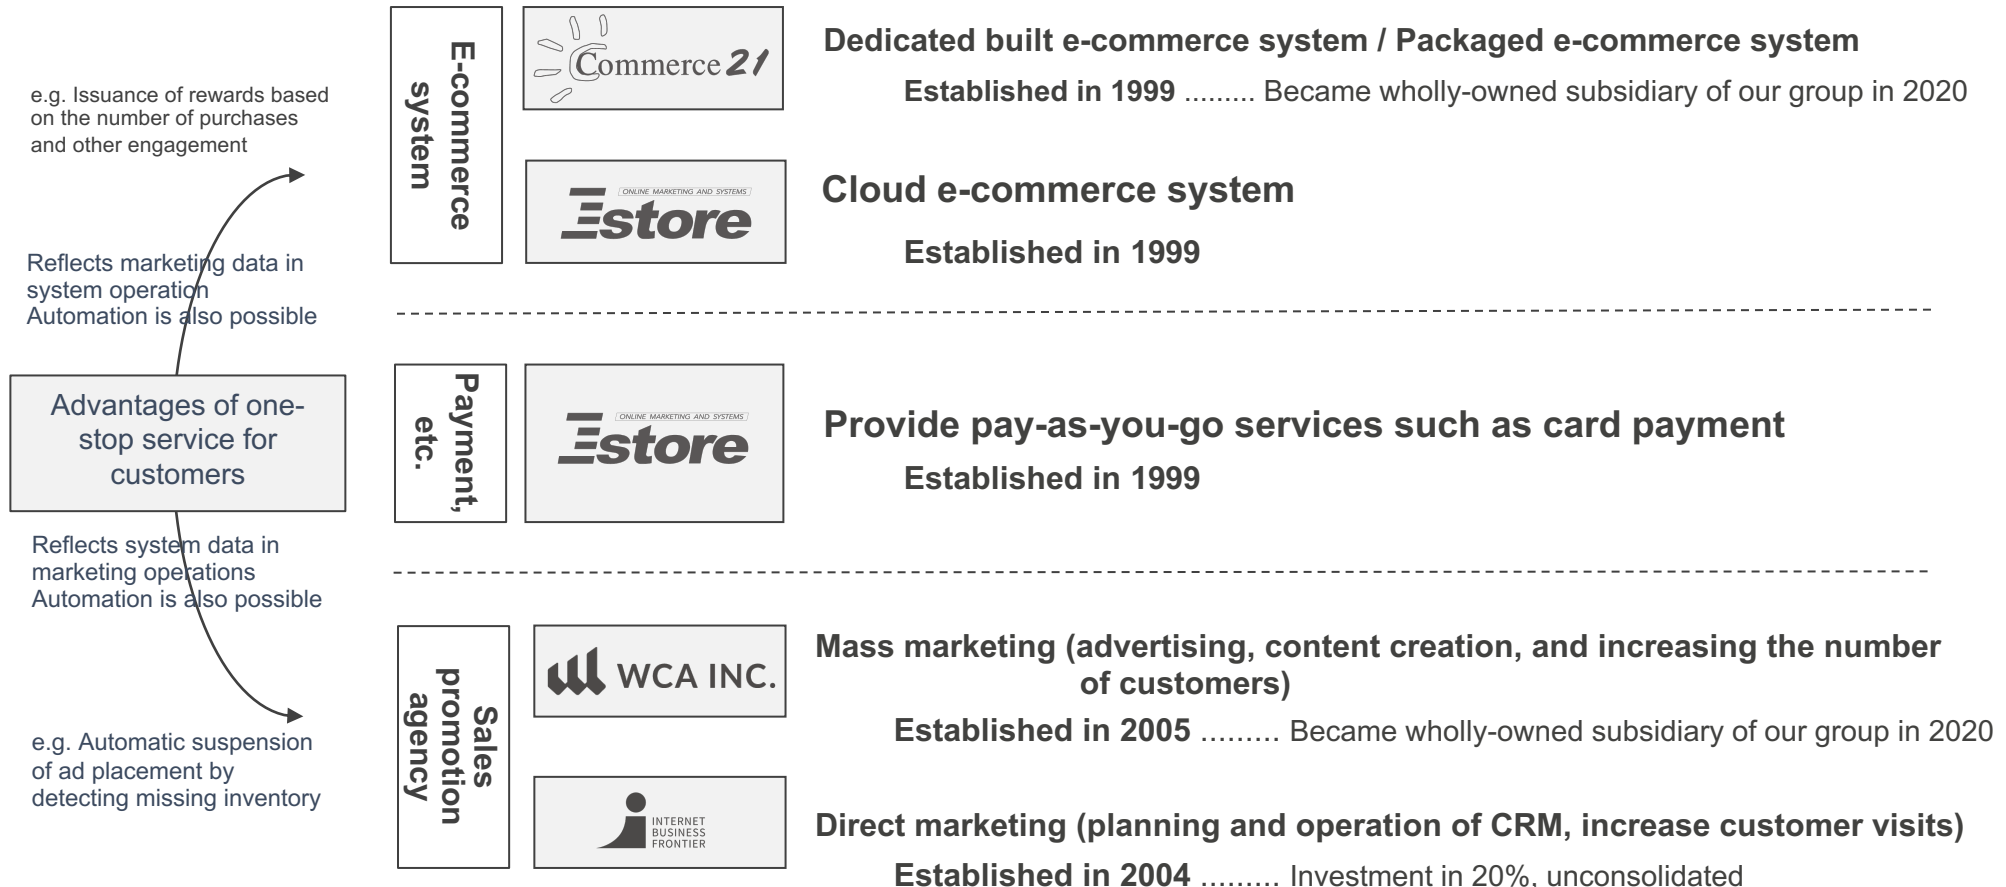 e.g. Issuance of rewards based
on the number of purchases
and other engagement
Reflects marketing data in
system operation
Automation is also possible
Advantages of one-
stop service for
customers
Reflects system data in
marketing operations
Automation is also possible
e.g. Automatic suspension
of ad placement by
detecting missing inventory
E-commerce
system
Commerce 21
Dedicated built e-commerce system / Packaged e-commerce system
Established in 1999 ......... Became wholly-owned subsidiary of our group in 2020
ONLINE MARKETING AND SYSTEMS
Estore
Cloud e-commerce system
Established in 1999
Payment,
etc.
ONLINE MARKETING AND SYSTEMS
Estore
Provide pay-as-you-go services such as card payment
Established in 1999
Sales
promotion
agency
WCA INC.
Mass marketing (advertising, content creation, and increasing the number
of customers)
Established in 2005 ......... Became wholly-owned subsidiary of our group in 2020
INTERNET
BUSINESS
FRONTIER
Direct marketing (planning and operation of CRM, increase customer visits)
Established in 2004 ......... Investment in 20%, unconsolidated